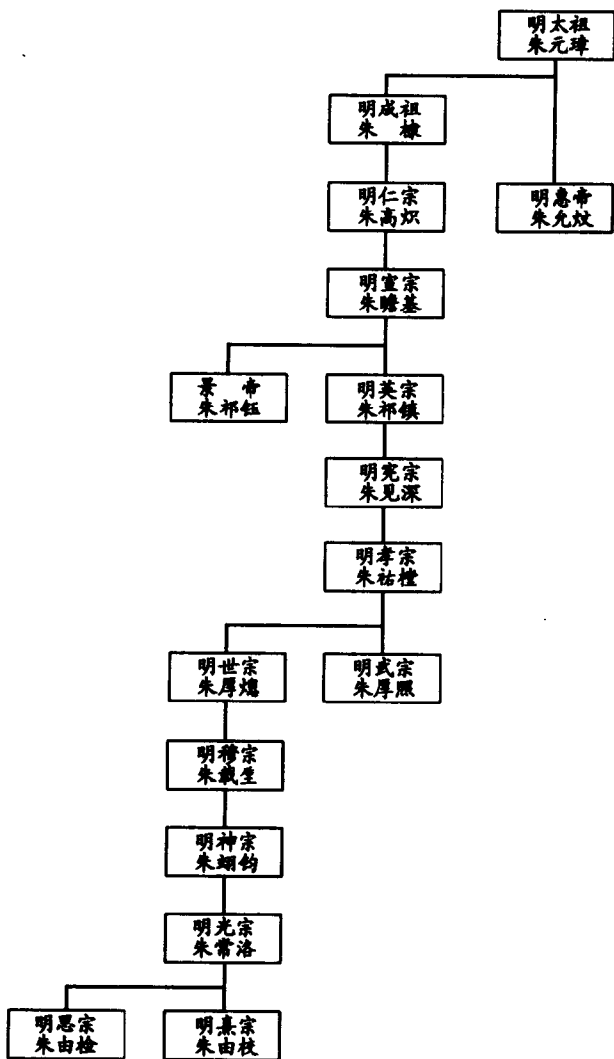 明太祖
朱元璋
明成祖
朱 棣
明仁宗
朱高炽
明惠帝
朱允炆
明宣宗
朱瞻基
景 帝
朱祁钰
明英宗
朱祁镇
明宪宗
朱见深
明孝宗
朱祐樘
明世宗
朱厚熜
明武宗
朱厚照
明穆宗
朱载垕
明神宗
朱翊钧
明光宗
朱常洛
明思宗
朱由检
明熹宗
朱由校